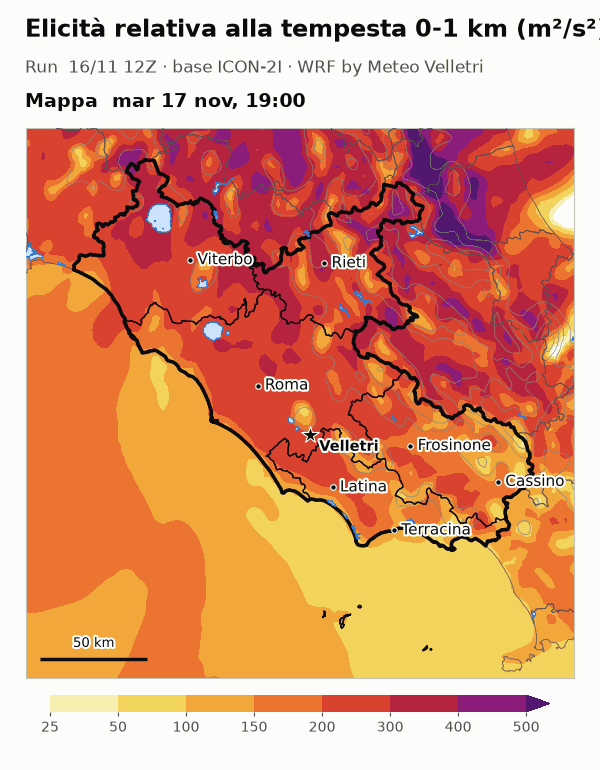 Elicità relativa alla tempesta 0-1 km (m²/s²)
Run 16/11 12Z · base ICON-2I · WRF by Meteo Velletri
Mappa mar 17 nov, 19:00
Viterbo
Rieti
Roma
Velletri
Frosinone
Cassino
Latina
Terracina
50 km
25 50 100 150 200 300 400 500